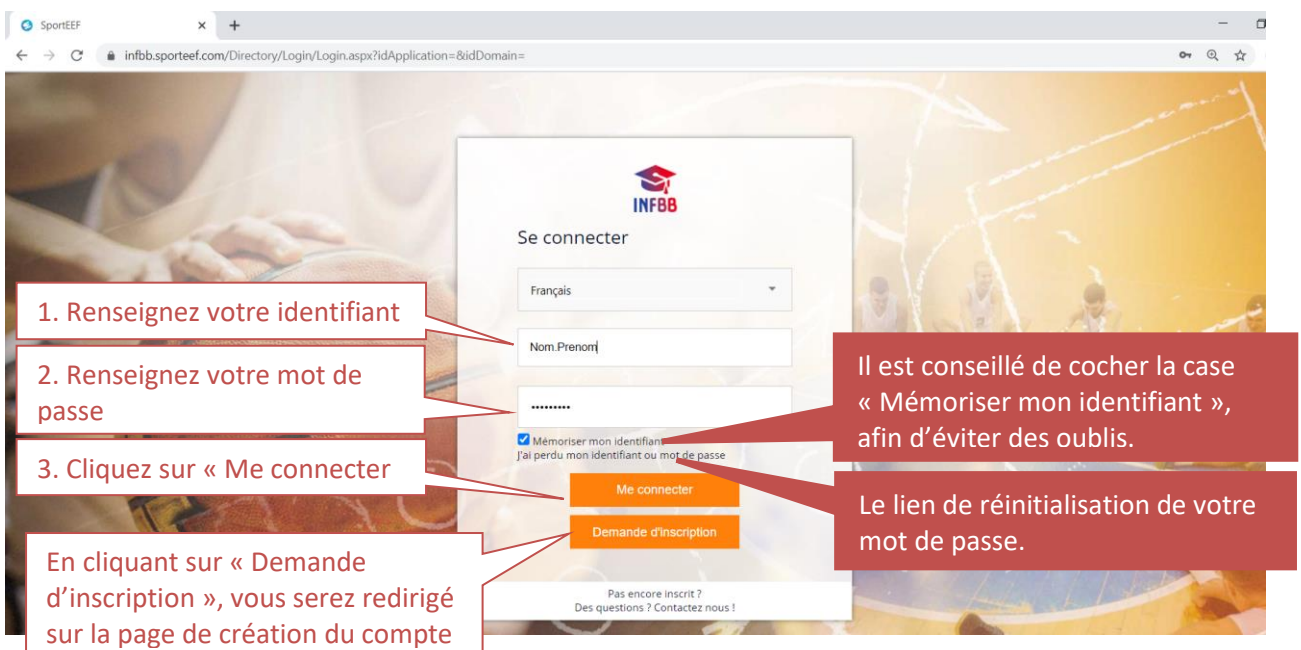 SportEEF
infbb.sporteef.com/Directory/Login/Login.aspx?idApplication=&idDomain=
INFBB
Se connecter
Français
1. Renseignez votre identifiant
Nom.Prenom
2. Renseignez votre mot de
passe
•••••••••
Il est conseillé de cocher la case
« Mémoriser mon identifiant »,
afin d’éviter des oublis.
Mémoriser mon identifiant
J'ai perdu mon identifiant ou mot de passe
3. Cliquez sur « Me connecter
Me connecter
Le lien de réinitialisation de votre
mot de passe.
Demande d'inscription
En cliquant sur « Demande
d’inscription », vous serez redirigé
sur la page de création du compte
Pas encore inscrit ?
Des questions ? Contactez nous !